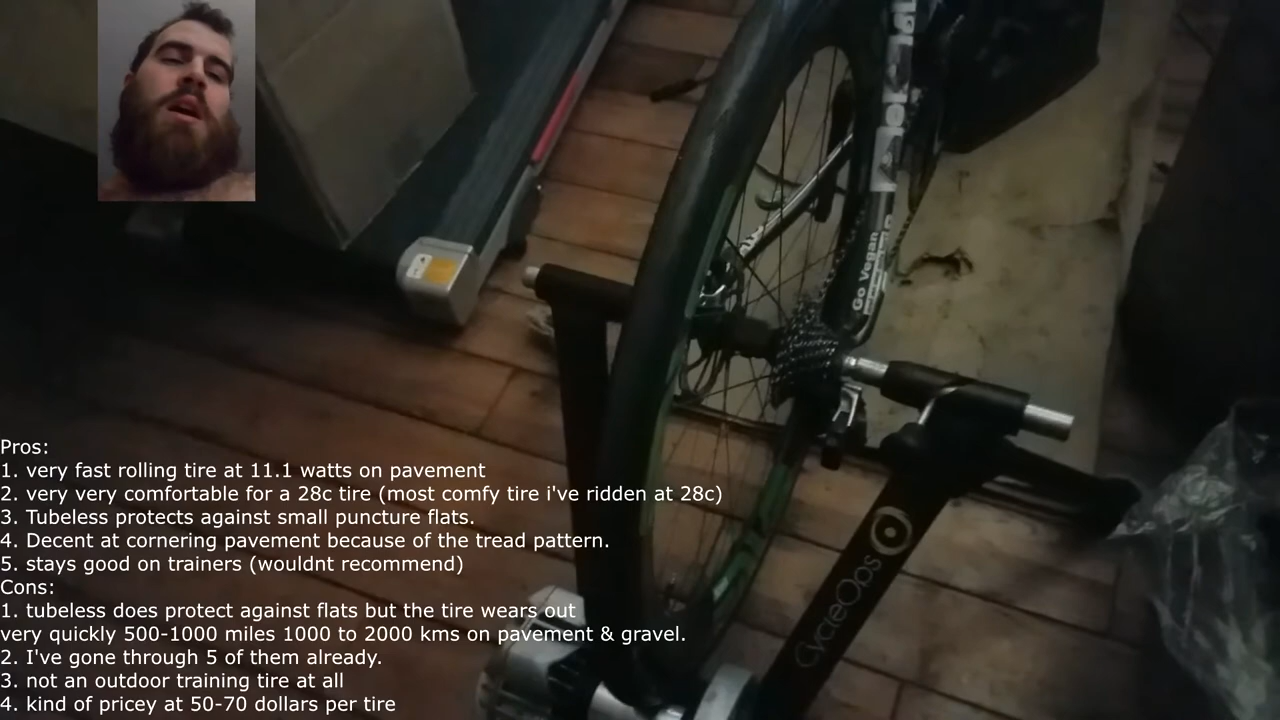 Go Vegan
CycleOps
Pros:
1. very fast rolling tire at 11.1 watts on pavement
2. very very comfortable for a 28c tire (most comfy tire i've ridden at 28c)
3. Tubeless protects against small puncture flats.
4. Decent at cornering pavement because of the tread pattern.
5. stays good on trainers (wouldnt recommend)
Cons:
1. tubeless does protect against flats but the tire wears out
very quickly 500-1000 miles 1000 to 2000 kms on pavement & gravel.
2. I've gone through 5 of them already.
3. not an outdoor training tire at all
4. kind of pricey at 50-70 dollars per tire